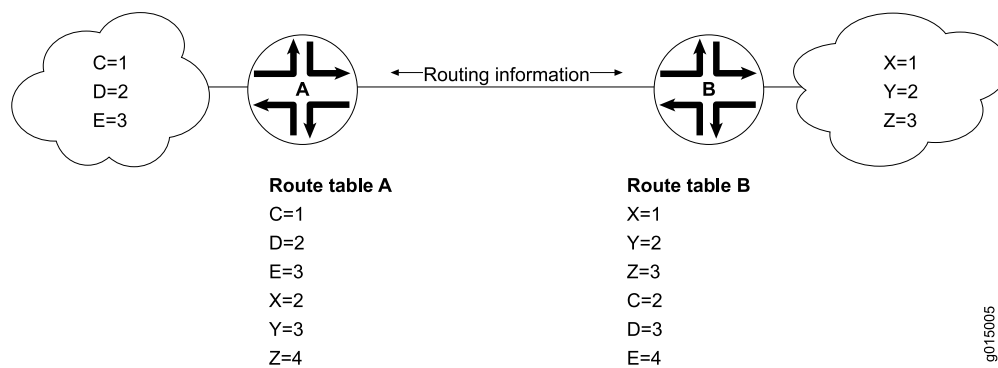 C=1
D=2
E=3
A
Routing information
B
X=1
Y=2
Z=3
Route table A
C=1
D=2
E=3
X=2
Y=3
Z=4
Route table B
X=1
Y=2
Z=3
C=2
D=3
E=4
g015005